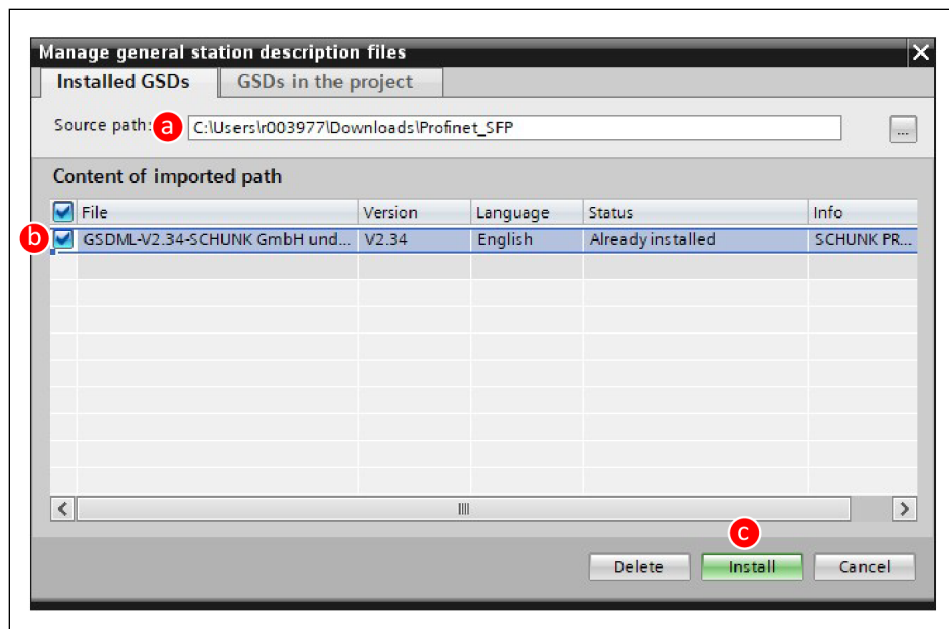 Manage general station description files
Installed GSDs GSDs in the project
Source path: a C:\Users\r003977\Downloads\Profinet_SFP ...
Content of imported path
File Version Language Status Info
b GSDML-V2.34-SCHUNK GmbH und... V2.34 English Already installed SCHUNK PR...
c
Delete Install Cancel